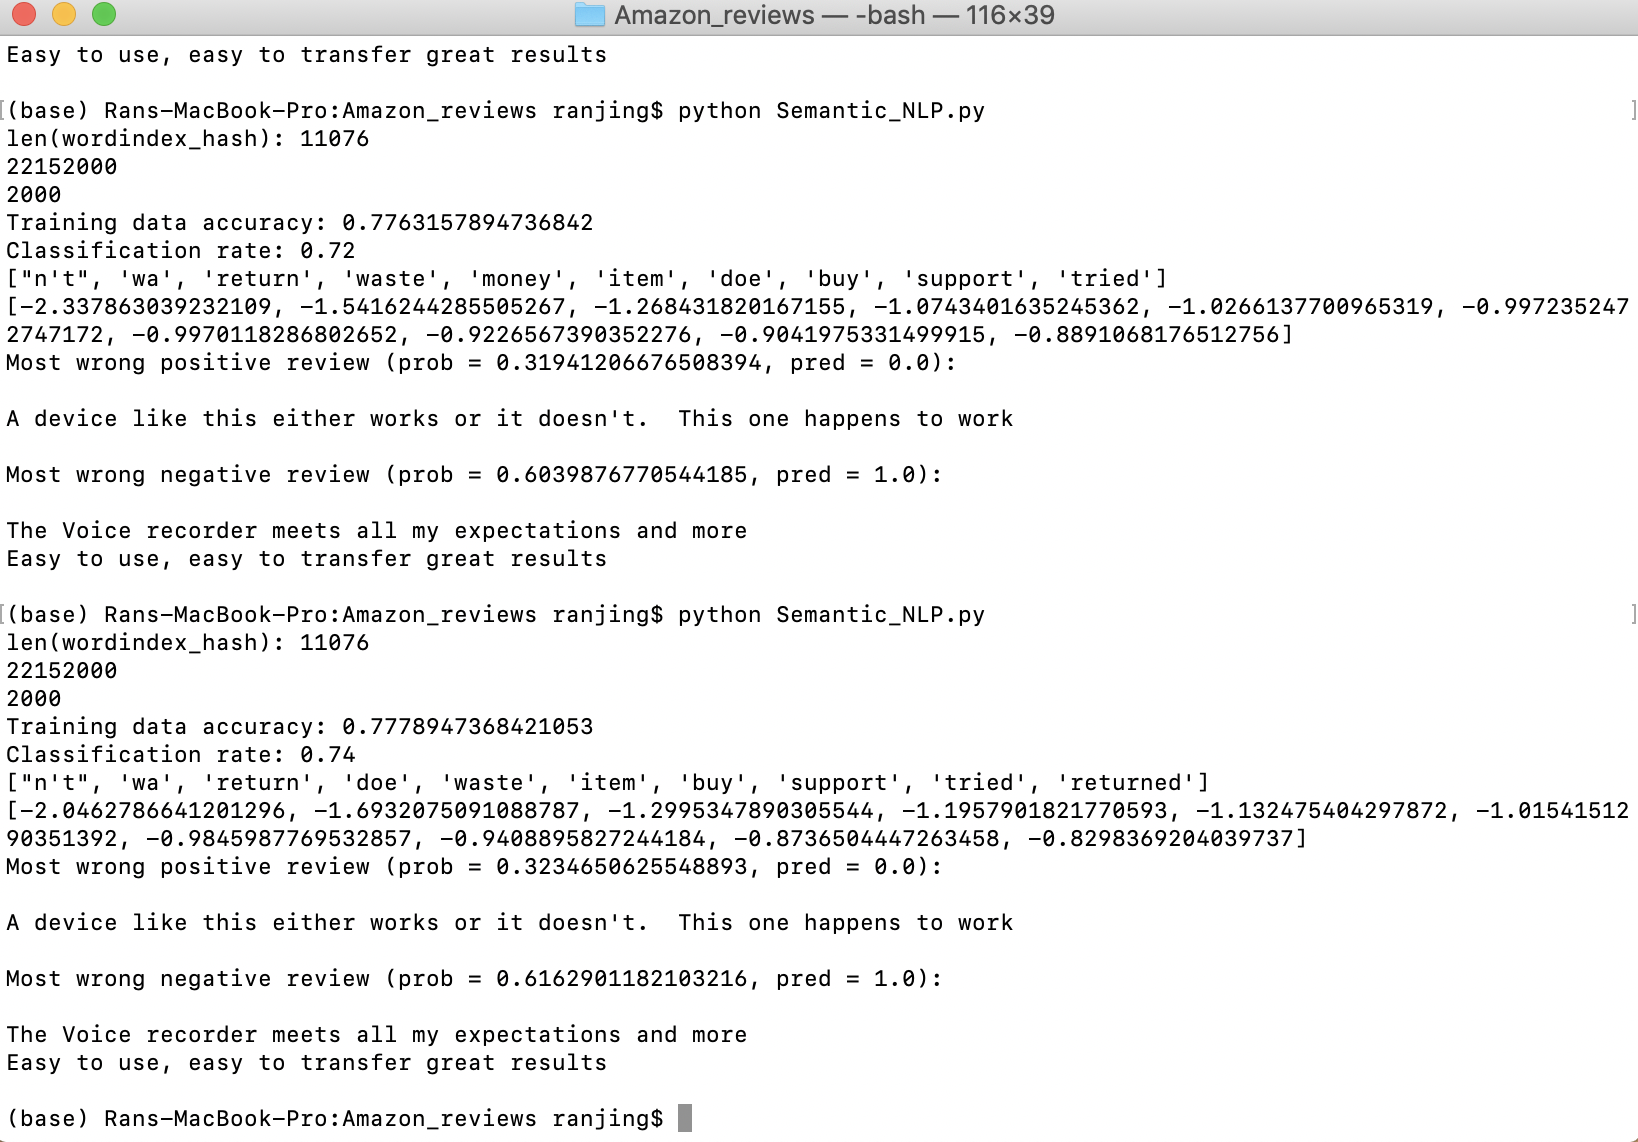 Amazon_reviews — -bash — 116×39
Easy to use, easy to transfer great results
[(base) Rans-MacBook-Pro:Amazon_reviews ranjing$ python Semantic_NLP.py ]
len(wordindex_hash): 11076
22152000
2000
Training data accuracy: 0.7763157894736842
Classification rate: 0.72
["n't", 'wa', 'return', 'waste', 'money', 'item', 'doe', 'buy', 'support', 'tried']
[-2.337863039232109, -1.5416244285505267, -1.268431820167155, -1.0743401635245362, -1.0266137700965319, -0.997235247
2747172, -0.9970118286802652, -0.9226567390352276, -0.9041975331499915, -0.8891068176512756]
Most wrong positive review (prob = 0.31941206676508394, pred = 0.0):
A device like this either works or it doesn't.  This one happens to work
Most wrong negative review (prob = 0.6039876770544185, pred = 1.0):
The Voice recorder meets all my expectations and more
Easy to use, easy to transfer great results
[(base) Rans-MacBook-Pro:Amazon_reviews ranjing$ python Semantic_NLP.py ]
len(wordindex_hash): 11076
22152000
2000
Training data accuracy: 0.7778947368421053
Classification rate: 0.74
["n't", 'wa', 'return', 'doe', 'waste', 'item', 'buy', 'support', 'tried', 'returned']
[-2.0462786641201296, -1.6932075091088787, -1.2995347890305544, -1.1957901821770593, -1.132475404297872, -1.01541512
90351392, -0.9845987769532857, -0.9408895827244184, -0.8736504447263458, -0.8298369204039737]
Most wrong positive review (prob = 0.3234650625548893, pred = 0.0):
A device like this either works or it doesn't.  This one happens to work
Most wrong negative review (prob = 0.6162901182103216, pred = 1.0):
The Voice recorder meets all my expectations and more
Easy to use, easy to transfer great results
(base) Rans-MacBook-Pro:Amazon_reviews ranjing$